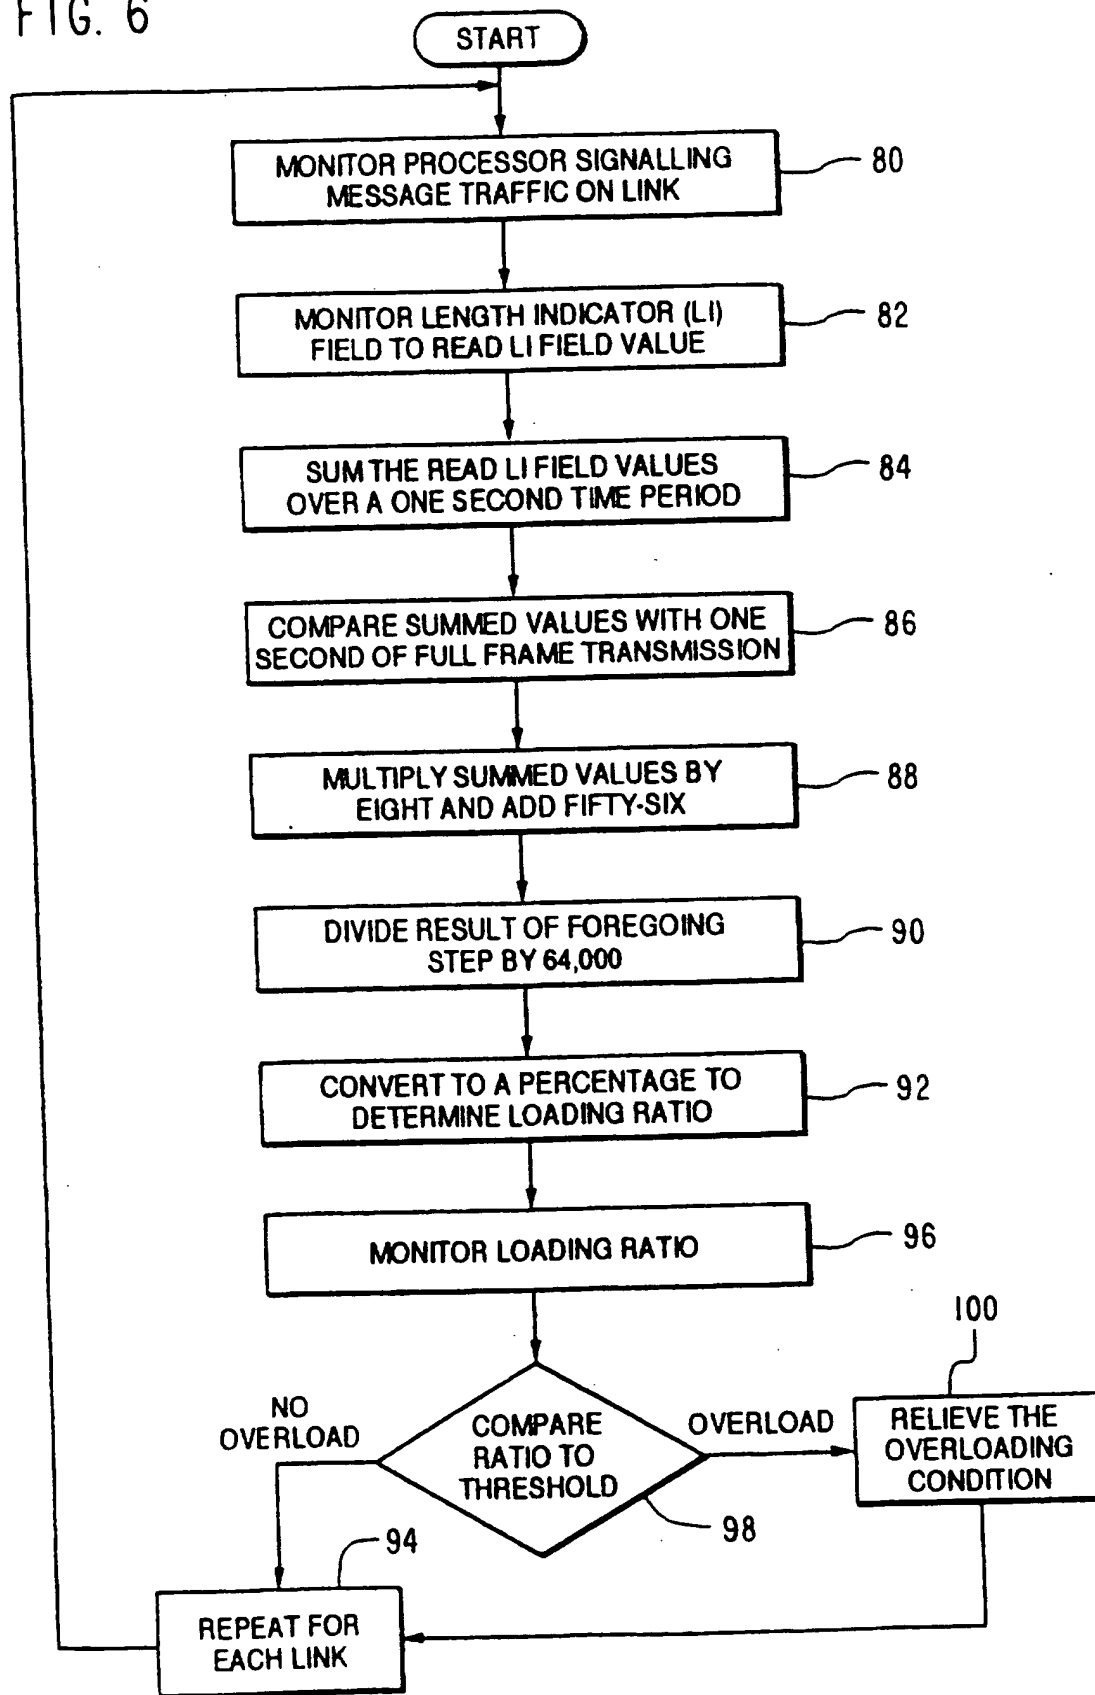 FIG. 6
START
MONITOR PROCESSOR SIGNALLING
MESSAGE TRAFFIC ON LINK
80
MONITOR LENGTH INDICATOR (LI)
FIELD TO READ LI FIELD VALUE
82
SUM THE READ LI FIELD VALUES
OVER A ONE SECOND TIME PERIOD
84
COMPARE SUMMED VALUES WITH ONE
SECOND OF FULL FRAME TRANSMISSION
86
MULTIPLY SUMMED VALUES BY
EIGHT AND ADD FIFTY-SIX
88
DIVIDE RESULT OF FOREGOING
STEP BY 64,000
90
CONVERT TO A PERCENTAGE TO
DETERMINE LOADING RATIO
92
MONITOR LOADING RATIO
96
COMPARE
RATIO TO
THRESHOLD
98
NO
OVERLOAD
OVERLOAD
100
RELIEVE THE
OVERLOADING
CONDITION
94
REPEAT FOR
EACH LINK